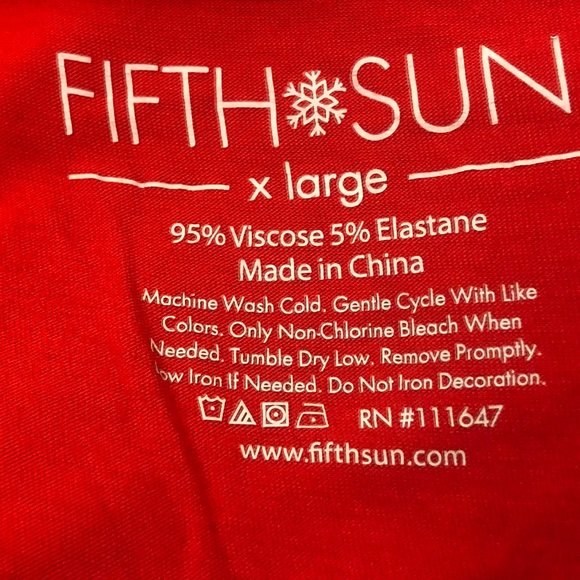 FIFTH SUN
x large
95% Viscose 5% Elastane
Made in China
Machine Wash Cold. Gentle Cycle With Like
Colors. Only Non-Chlorine Bleach When
Needed. Tumble Dry Low. Remove Promptly.
Low Iron If Needed. Do Not Iron Decoration.
RN #111647
www.fifthsun.com